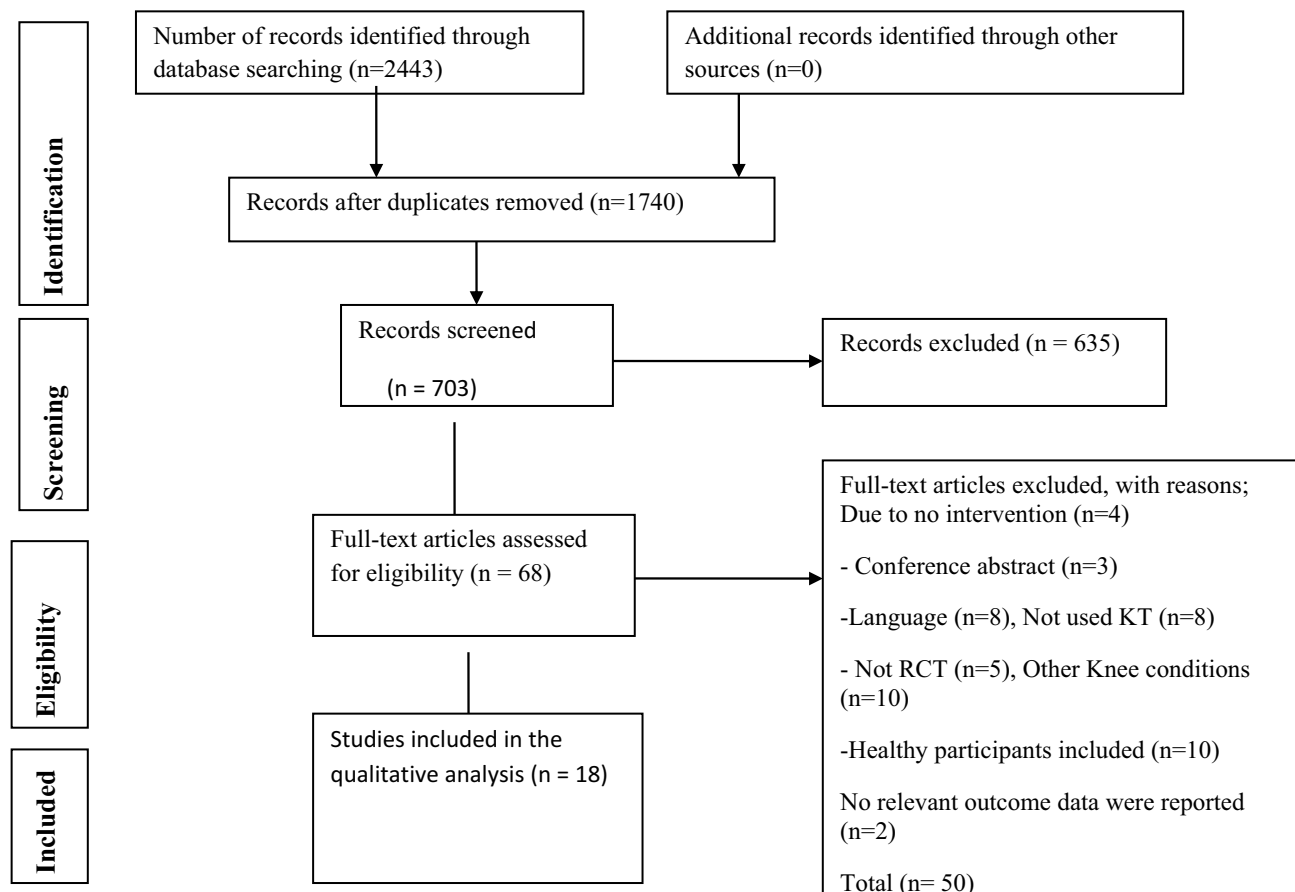 Number of records identified through
database searching (n=2443)
Additional records identified through other
sources (n=0)
Identification
Records after duplicates removed (n=1740)
Records screened
(n = 703)
Records excluded (n = 635)
Screening
Full-text articles assessed
for eligibility (n = 68)
Full-text articles excluded, with reasons;
Due to no intervention (n=4)
- Conference abstract (n=3)
-Language (n=8), Not used KT (n=8)
- Not RCT (n=5), Other Knee conditions
(n=10)
-Healthy participants included (n=10)
No relevant outcome data were reported
(n=2)
Total (n= 50)
Eligibility
Studies included in the
qualitative analysis (n = 18)
Included